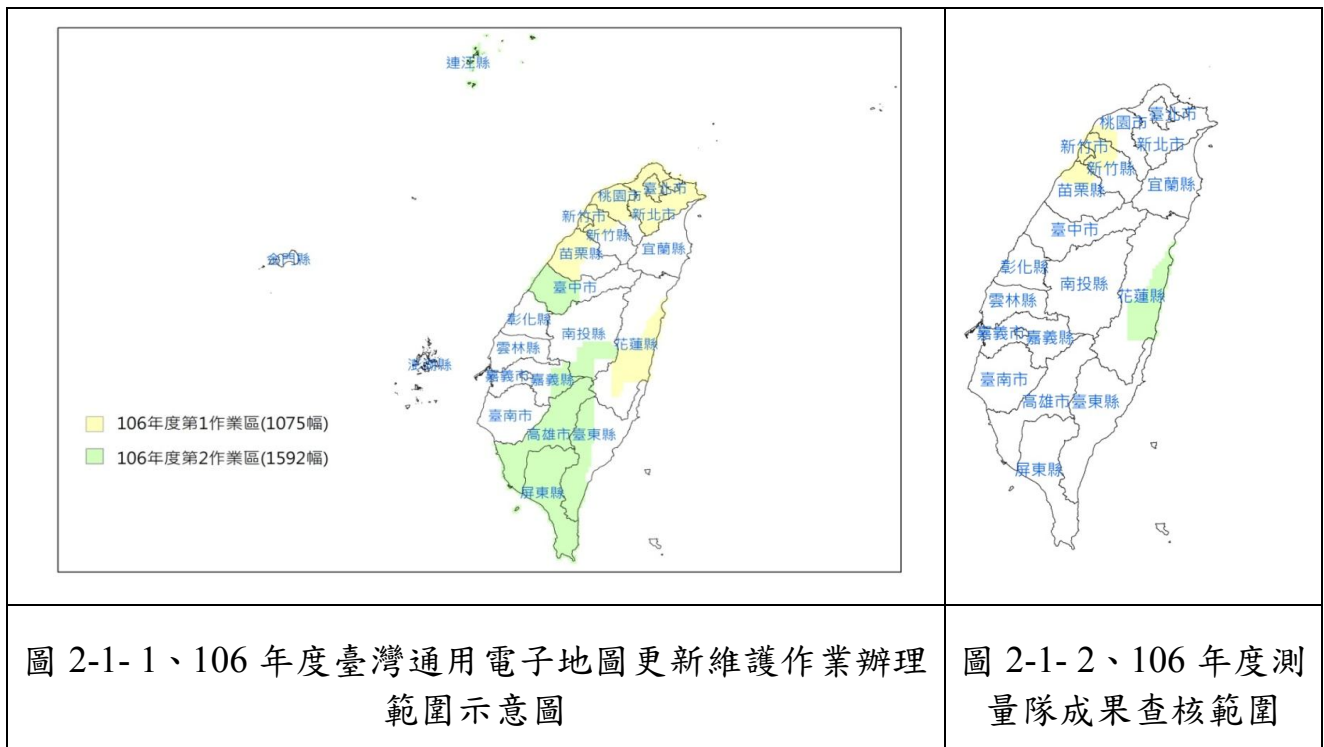 連江縣
臺北市
桃園市
新竹市
新北市
新竹縣
苗栗縣
宜蘭縣
金門縣
臺中市
彰化縣
南投縣
花蓮縣
雲林縣
澎湖縣
嘉義市
嘉義縣
臺南市
高雄市
臺東縣
屏東縣
106年度第1作業區(1075幅)
106年度第2作業區(1592幅)
圖 2-1- 1、106 年度臺灣通用電子地圖更新維護作業辦理
範圍示意圖
臺北市
桃園市
新竹市
新北市
新竹縣
苗栗縣
宜蘭縣
臺中市
彰化縣
南投縣
花蓮縣
雲林縣
嘉義市
嘉義縣
臺南市
高雄市
臺東縣
屏東縣
圖 2-1- 2、106 年度測
量隊成果查核範圍